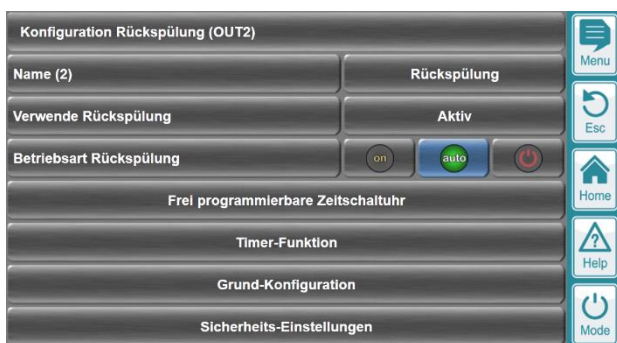 Konfiguration Rückspülung (OUT2)
Name (2) Rückspülung
Verwende Rückspülung Aktiv
Betriebsart Rückspülung on auto
Frei programmierbare Zeitschaltuhr
Timer-Funktion
Grund-Konfiguration
Sicherheits-Einstellungen
Menu
Esc
Home
?
Help
Mode